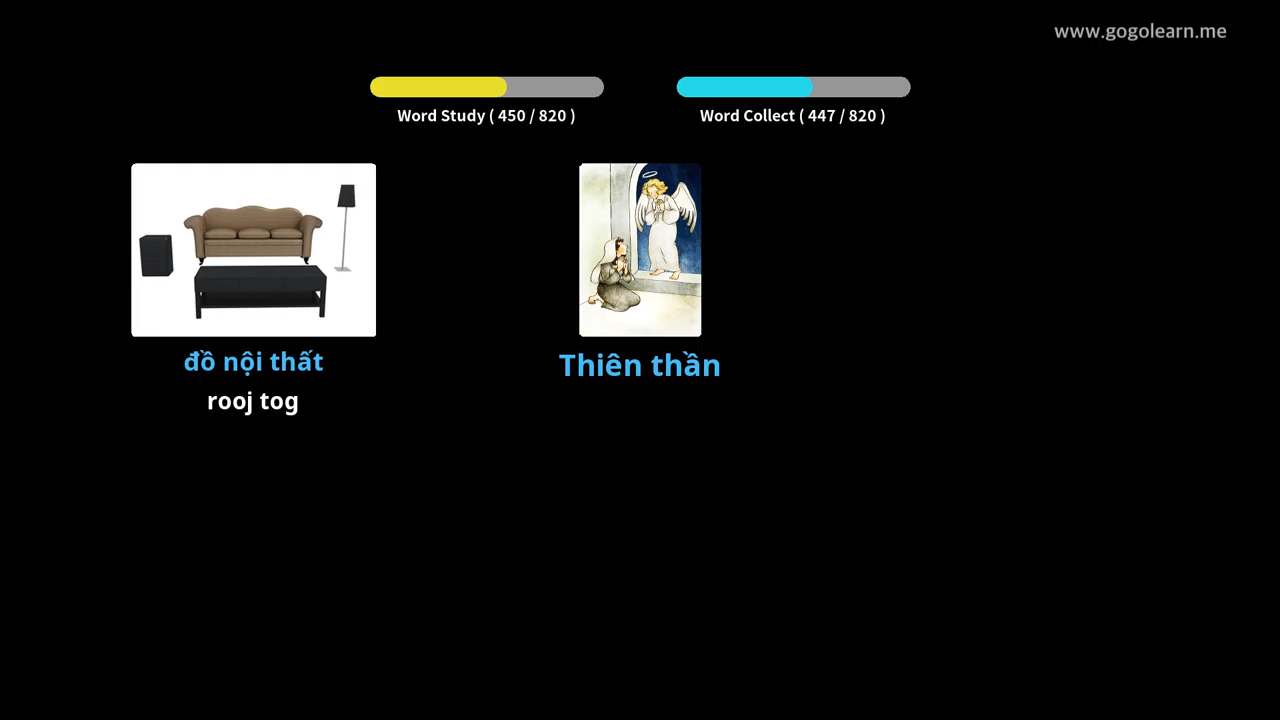 www.gogolearn.me
Word Study ( 450 / 820 )
Word Collect ( 447 / 820 )
đồ nội thất
rooj tog
Thiên thần